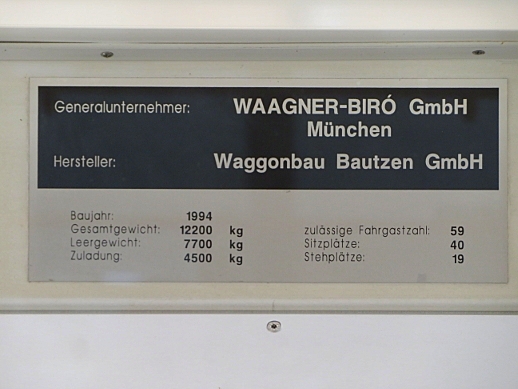 Generalunternehmer: WAAGNER-BIRÓ GmbH
München
Hersteller: Waggonbau Bautzen GmbH
Baujahr: 1994
Gesamtgewicht: 12200 kg
Leergewicht: 7700 kg
Zuladung: 4500 kg
zulässige Fahrgastzahl: 59
Sitzplätze: 40
Stehplätze: 19